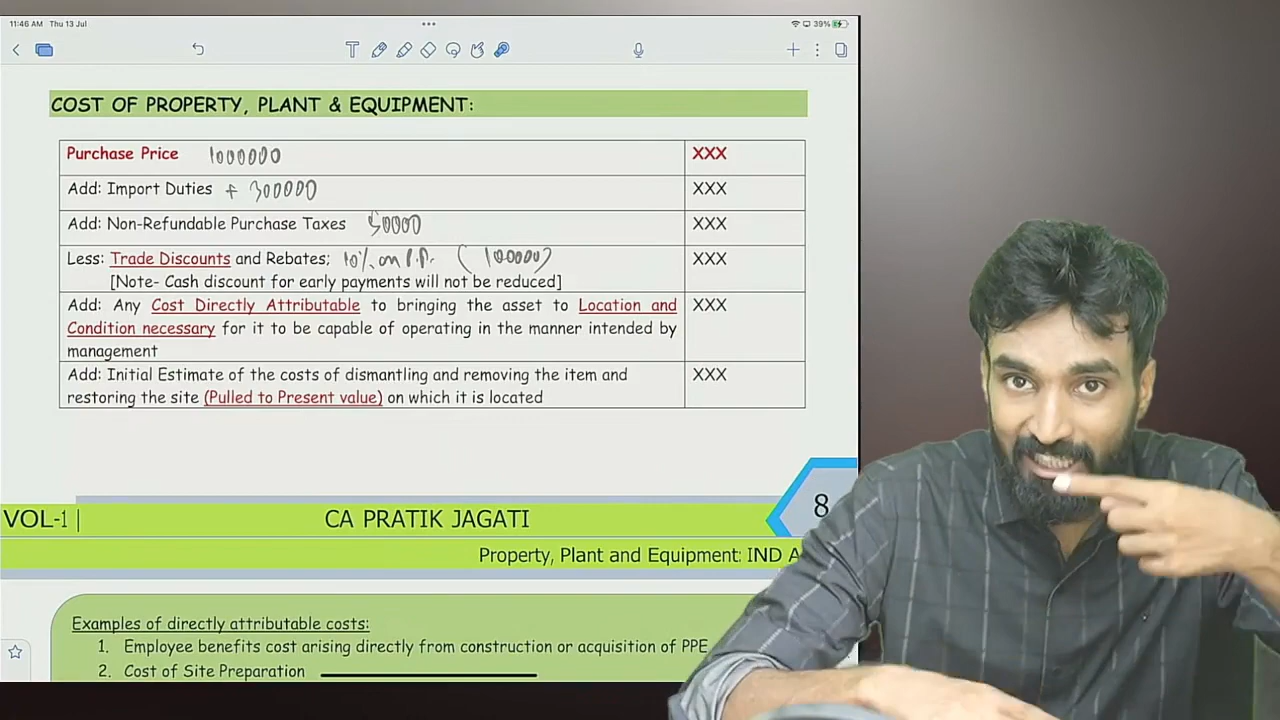 11:46 AM Thu 13 Jul
39%
COST OF PROPERTY, PLANT & EQUIPMENT:
Purchase Price 1000000 XXX
Add: Import Duties + 300000 XXX
Add: Non-Refundable Purchase Taxes 50000 XXX
Less: Trade Discounts and Rebates; 10% on P.P. (100000) XXX
[Note- Cash discount for early payments will not be reduced]
Add: Any Cost Directly Attributable to bringing the asset to Location and XXX
Condition necessary for it to be capable of operating in the manner intended by
management
Add: Initial Estimate of the costs of dismantling and removing the item and XXX
restoring the site (Pulled to Present value) on which it is located
8
VOL-1 | CA PRATIK JAGATI
Property, Plant and Equipment: IND A
Examples of directly attributable costs:
1. Employee benefits cost arising directly from construction or acquisition of PPE
2. Cost of Site Preparation